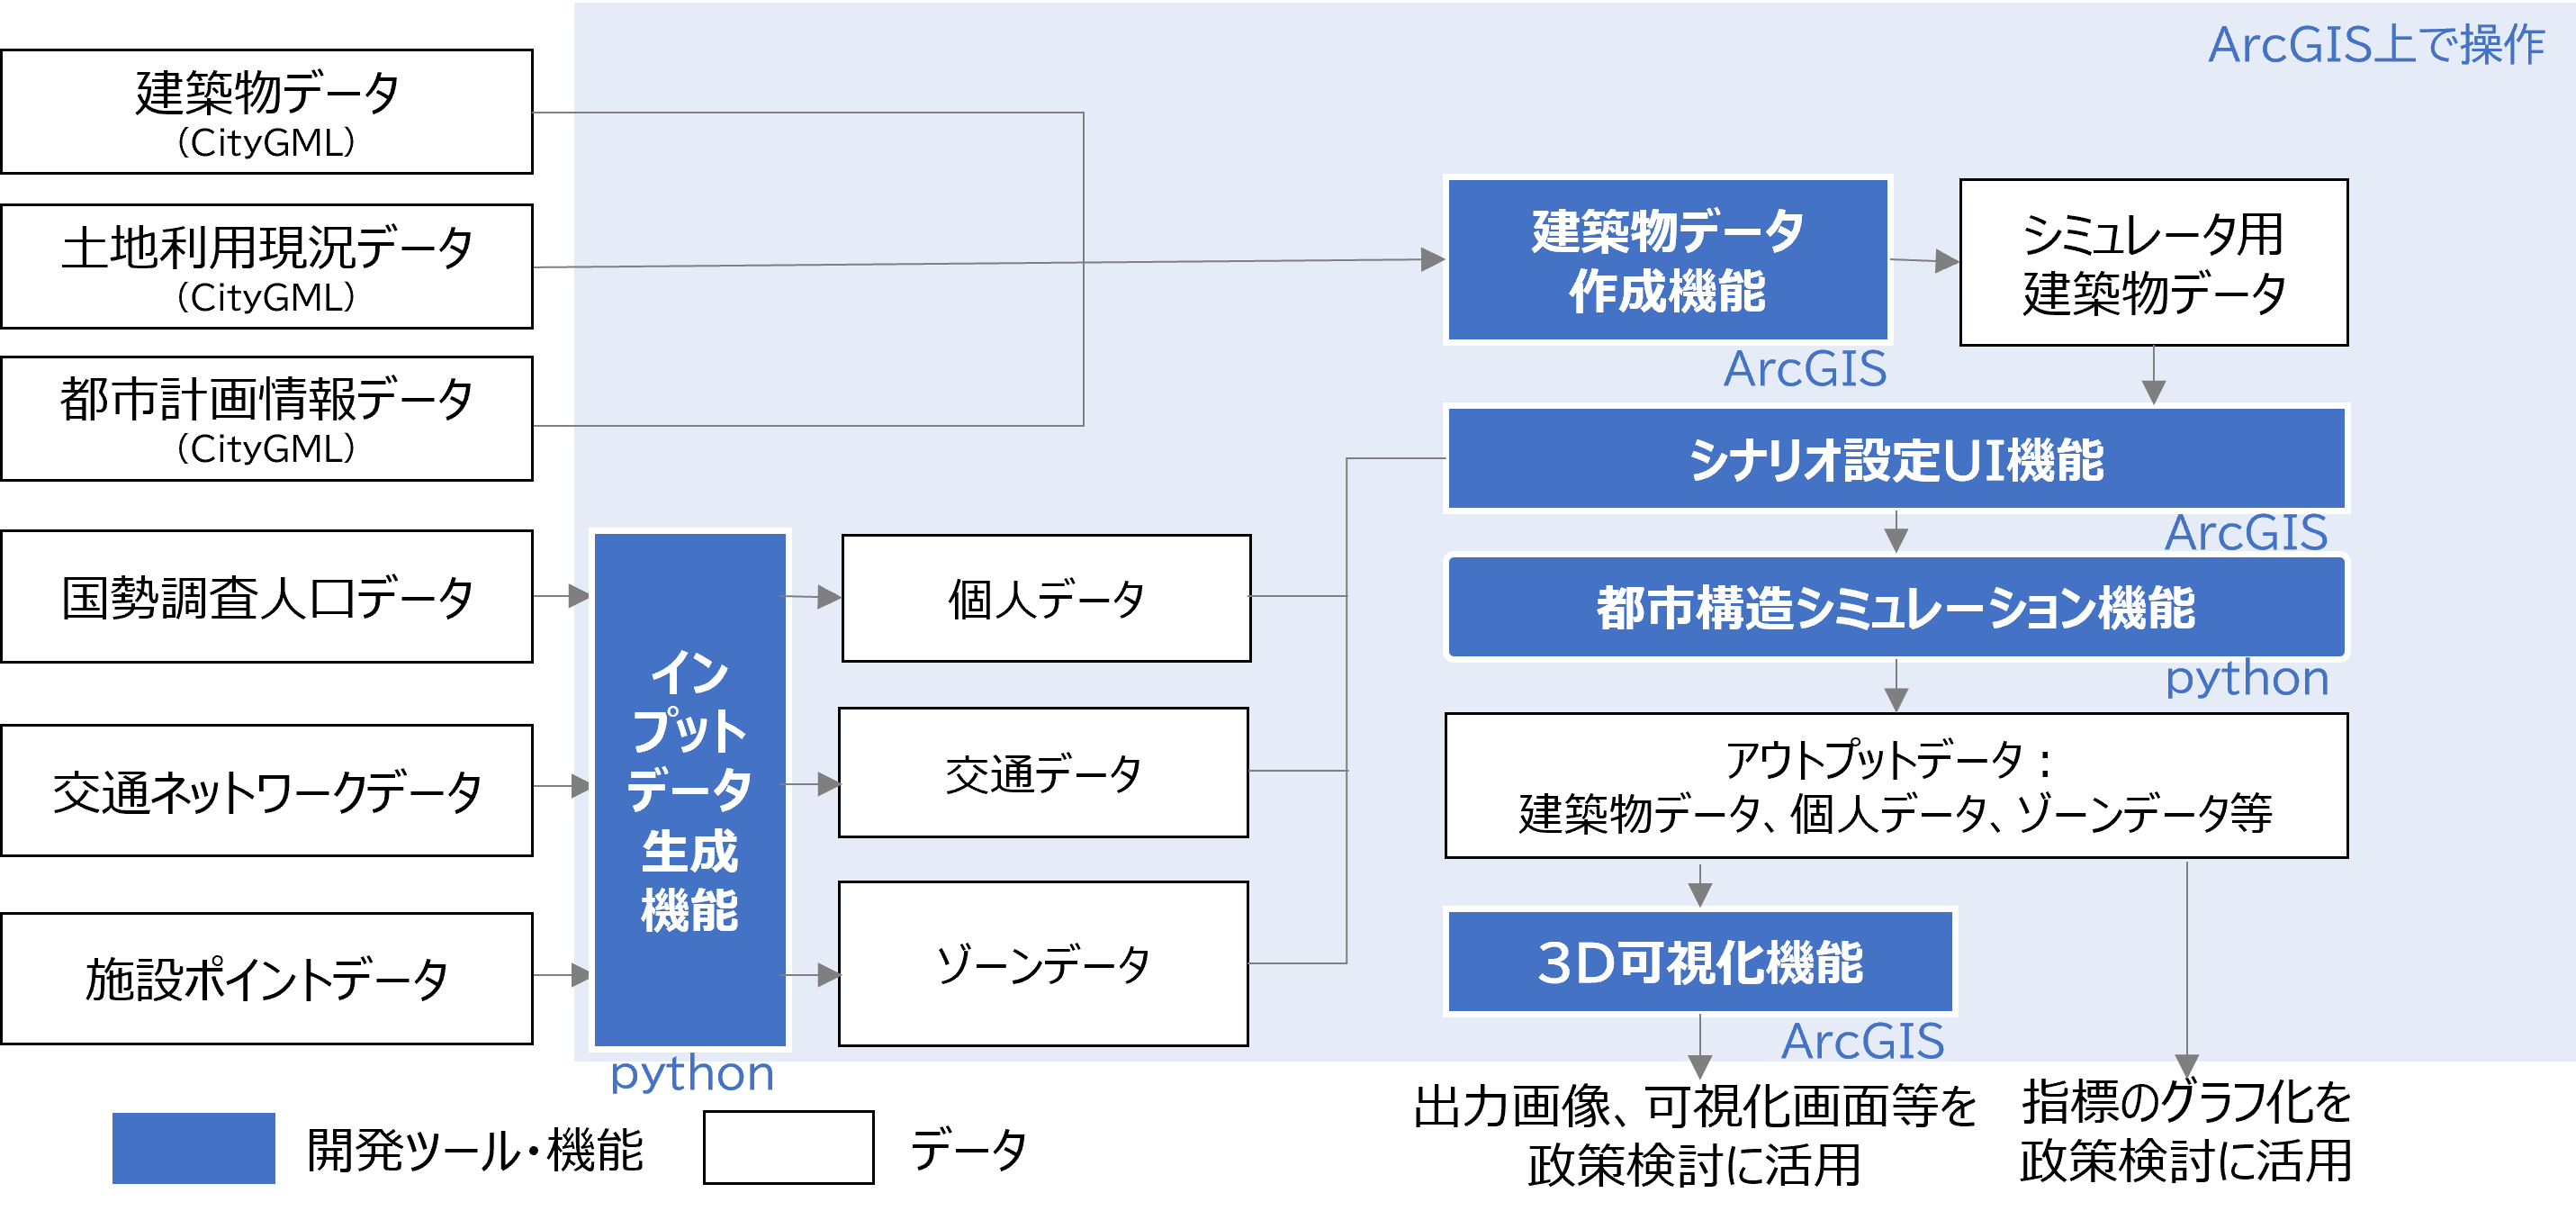 ArcGIS上で操作
建築物データ
（CityGML）
土地利用現況データ
（CityGML）
都市計画情報データ
（CityGML）
国勢調査人口データ
交通ネットワークデータ
施設ポイントデータ
イン
プット
データ
生成
機能
python
個人データ
交通データ
ゾーンデータ
建築物データ
作成機能
ArcGIS
シミュレータ用
建築物データ
シナリオ設定UI機能
ArcGIS
都市構造シミュレーション機能
python
アウトプットデータ：
建築物データ、個人データ、ゾーンデータ等
3D可視化機能
ArcGIS
出力画像、可視化画面等を
政策検討に活用
指標のグラフ化を
政策検討に活用
開発ツール・機能
データ